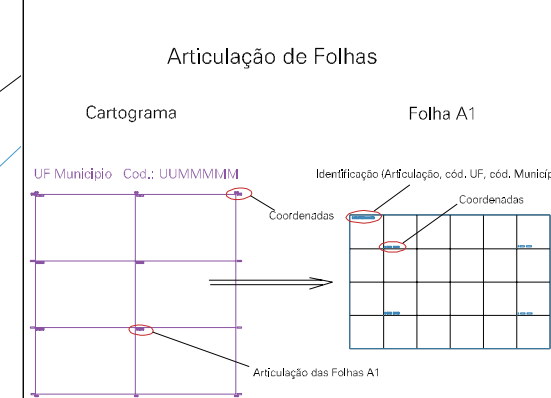 Articulação de Folhas
Cartograma
Folha A1
UF Municipio Cod.: UUMMMMM
Identificação (Articulação, cód. UF, cód.
Coordenadas
Coordenadas
Articulação das Folhas A1